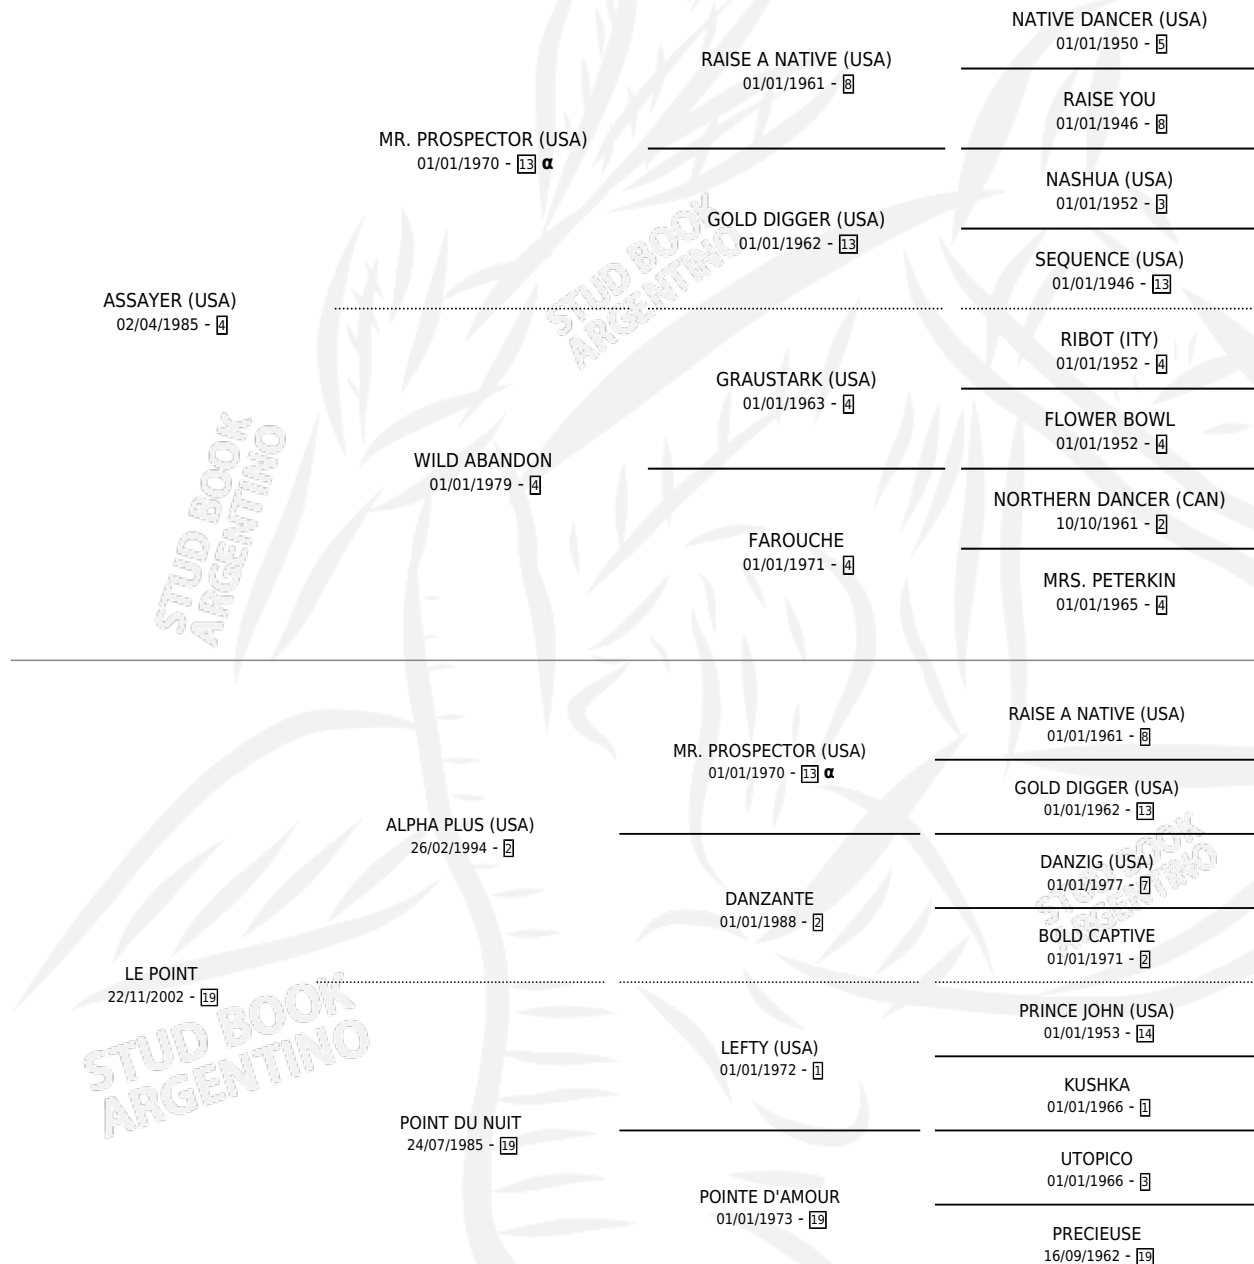 NATIVE DANCER (USA)
01/01/1950 - 5
RAISE A NATIVE (USA)
01/01/1961 - 8
RAISE YOU
01/01/1946 - 8
MR. PROSPECTOR (USA)
01/01/1970 - 13 α
NASHUA (USA)
01/01/1952 - 3
GOLD DIGGER (USA)
01/01/1962 - 13
SEQUENCE (USA)
01/01/1946 - 13
ASSAYER (USA)
02/04/1985 - 4
STUD BOOK
ARGENTINO
RIBOT (ITY)
01/01/1952 - 4
GRAUSTARK (USA)
01/01/1963 - 4
FLOWER BOWL
01/01/1952 - 4
WILD ABANDON
01/01/1979 - 4
STUD BOOK
ARGENTINO
NORTHERN DANCER (CAN)
10/10/1961 - 2
FAROUCHE
01/01/1971 - 4
MRS. PETERKIN
01/01/1965 - 4
RAISE A NATIVE (USA)
01/01/1961 - 8
MR. PROSPECTOR (USA)
01/01/1970 - 13 α
GOLD DIGGER (USA)
01/01/1962 - 13
ALPHA PLUS (USA)
26/02/1994 - 2
DANZIG (USA)
01/01/1977 - 7
STUD BOOK
ARGENTINO
DANZANTE
01/01/1988 - 2
BOLD CAPTIVE
01/01/1971 - 2
LE POINT
22/11/2002 - 19
STUD BOOK
ARGENTINO
PRINCE JOHN (USA)
01/01/1953 - 14
LEFTY (USA)
01/01/1972 - 1
KUSHKA
01/01/1966 - 1
POINT DU NUIT
24/07/1985 - 19
UTOPICO
01/01/1966 - 3
POINTE D'AMOUR
01/01/1973 - 19
PRECIEUSE
16/09/1962 - 19